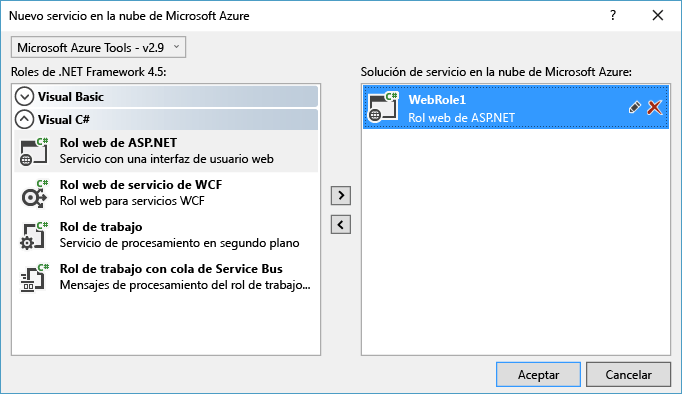 Nuevo servicio en la nube de Microsoft Azure
Microsoft Azure Tools - v2.9
Roles de .NET Framework 4.5:
Visual Basic
Visual C#
C#
Rol web de ASP.NET
Servicio con una interfaz de usuario web
C#
Rol web de servicio de WCF
Rol web para servicios WCF
C#
Rol de trabajo
Servicio de procesamiento en segundo plano
C#
Rol de trabajo con cola de Service Bus
Mensajes de procesamiento del rol de trabajo...
Solución de servicio en la nube de Microsoft Azure:
C#
WebRole1
Rol web de ASP.NET
Aceptar
Cancelar